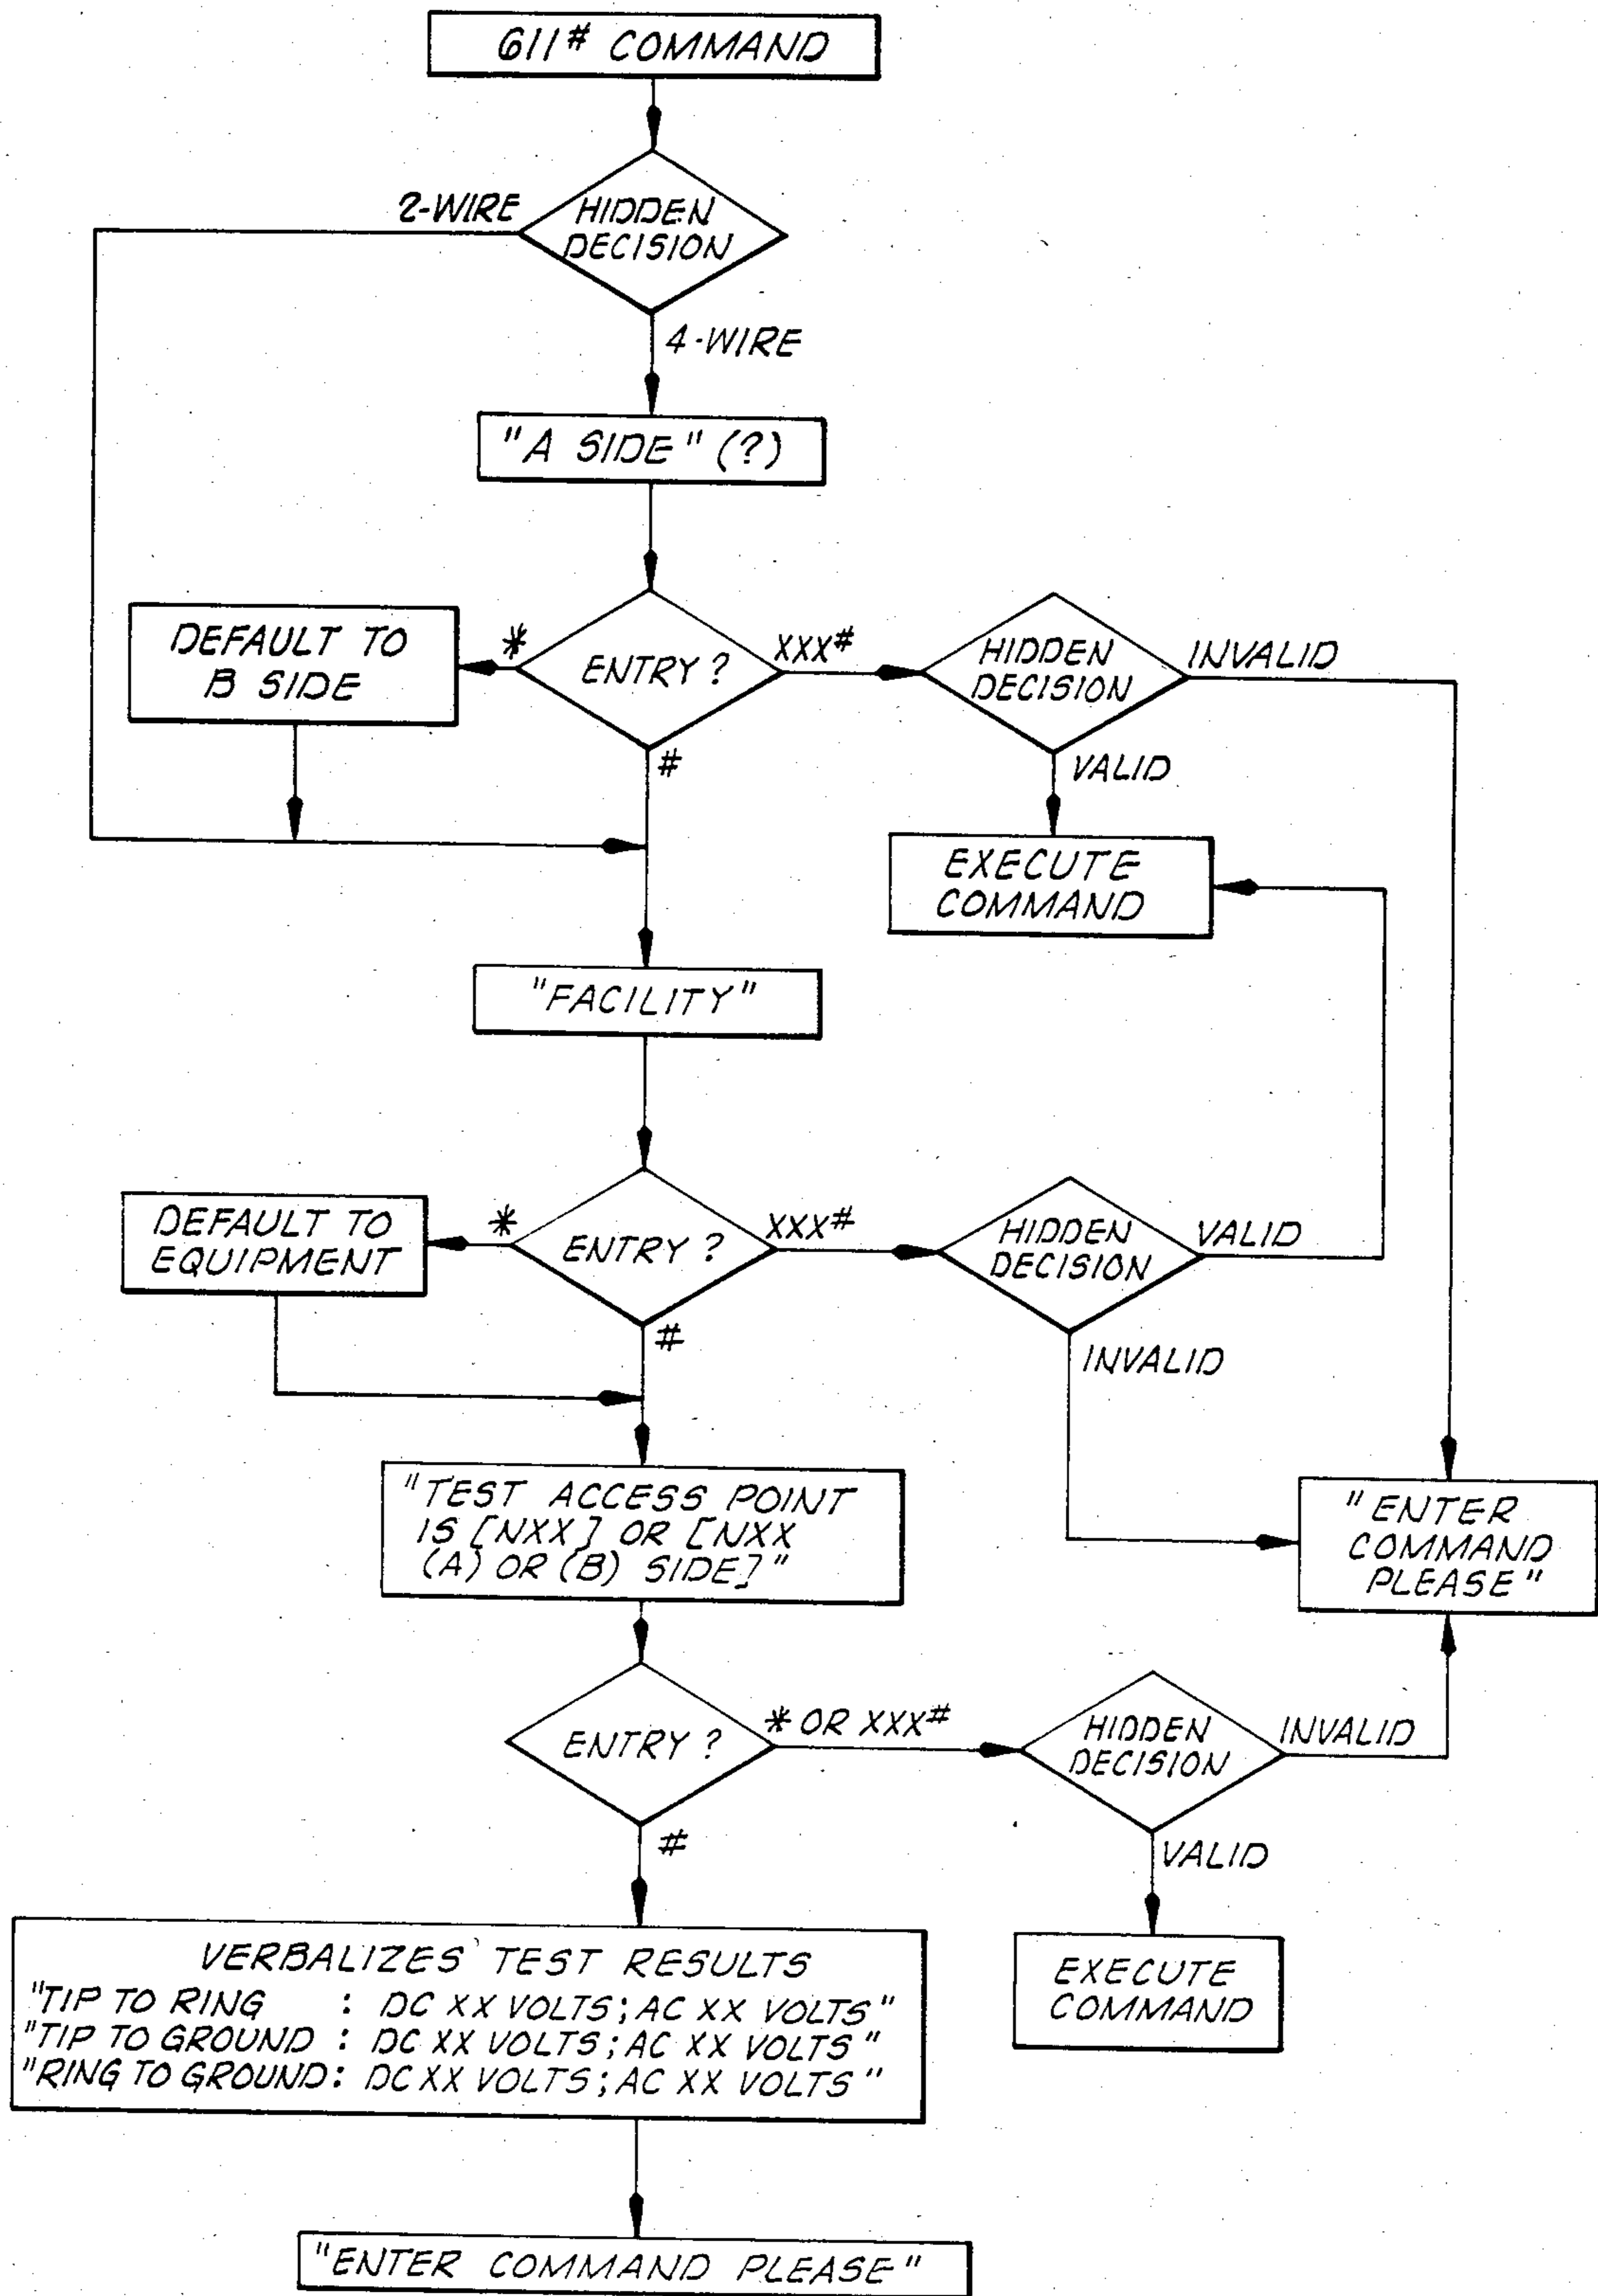 611# COMMAND
2-WIRE
HIDDEN
DECISION
4-WIRE
"A SIDE" (?)
DEFAULT TO
B SIDE
*
ENTRY ?
XXX#
HIDDEN
DECISION
INVALID
#
VALID
EXECUTE
COMMAND
"FACILITY"
DEFAULT TO
EQUIPMENT
*
ENTRY ?
XXX#
HIDDEN
DECISION
VALID
#
INVALID
"TEST ACCESS POINT
IS [NXX] OR [NXX
(A) OR (B) SIDE]"
"ENTER
COMMAND
PLEASE"
ENTRY ?
* OR XXX#
HIDDEN
DECISION
INVALID
#
VALID
VERBALIZES TEST RESULTS
"TIP TO RING : DC XX VOLTS; AC XX VOLTS"
"TIP TO GROUND : DC XX VOLTS; AC XX VOLTS"
"RING TO GROUND: DC XX VOLTS; AC XX VOLTS"
EXECUTE
COMMAND
"ENTER COMMAND PLEASE"